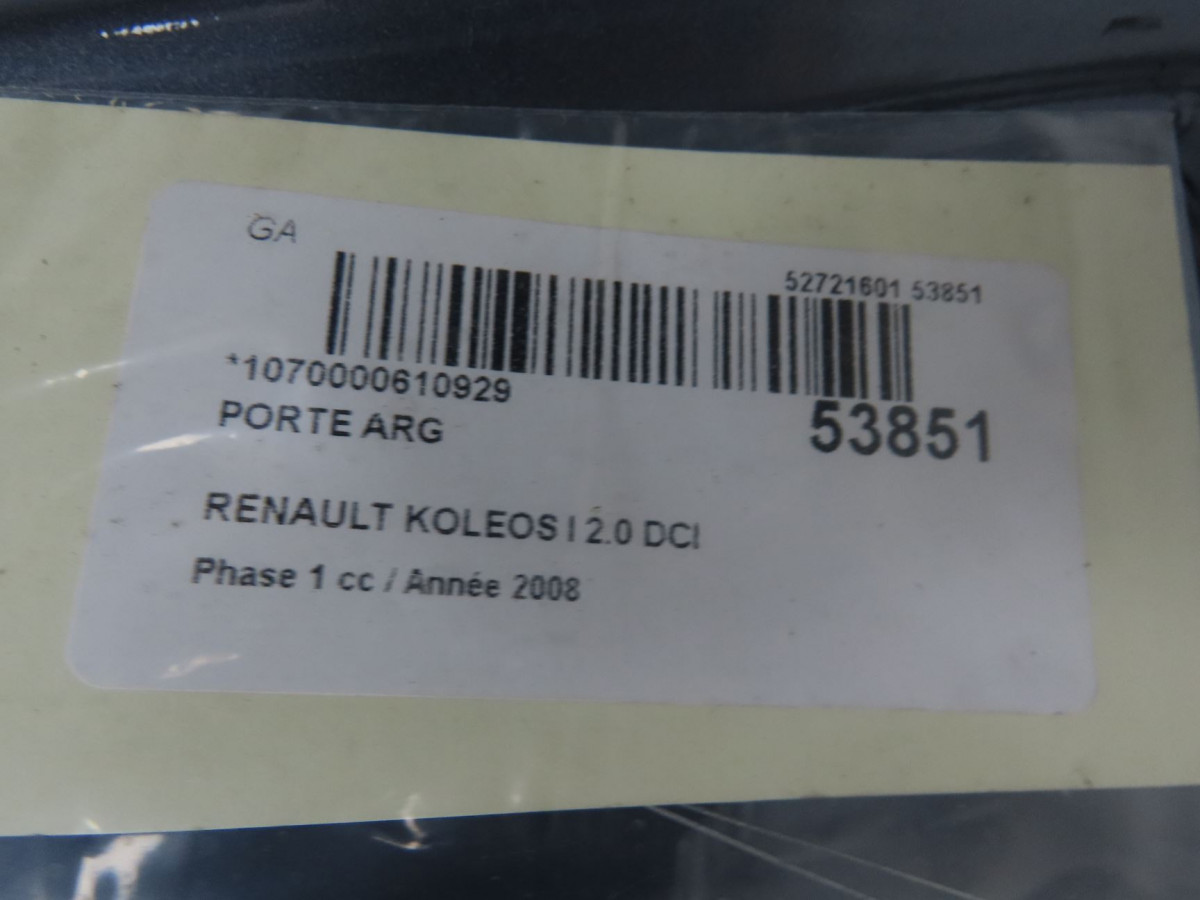 GA
52721601 53851
*1070000610929
53851
PORTE ARG
RENAULT KOLEOS I 2.0 DCI
Phase 1 cc / Année 2008